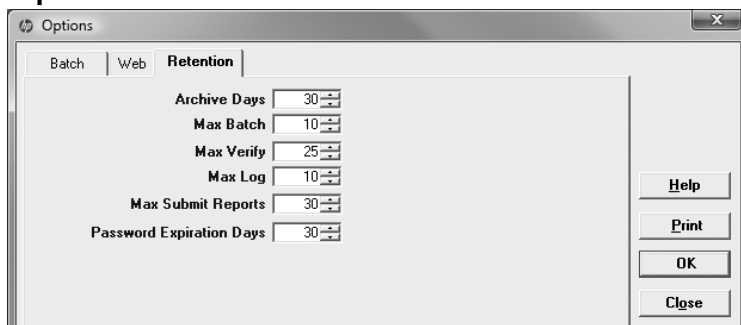 Options
Batch Web Retention
Archive Days 30
Max Batch 10
Max Verify 25
Max Log 10
Max Submit Reports 30
Password Expiration Days 30
Help
Print
OK
Close